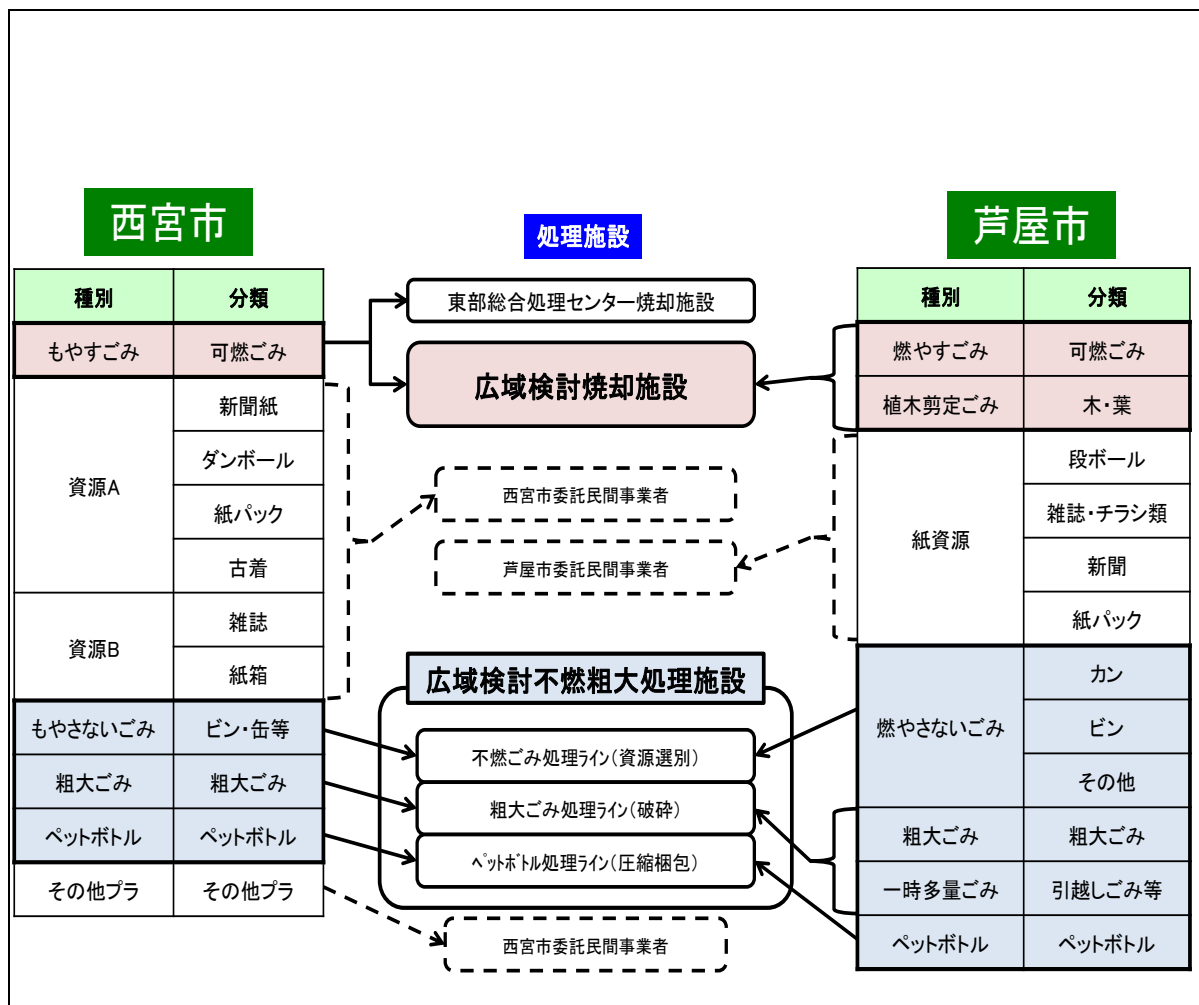 西宮市
処理施設
芦屋市
種別 分類
もやすごみ 可燃ごみ
資源A 新聞紙
ダンボール
紙パック
古着
資源B 雑誌
紙箱
もやさないごみ ビン・缶等
粗大ごみ 粗大ごみ
ペットボトル ペットボトル
その他プラ その他プラ
東部総合処理センター焼却施設
広域検討焼却施設
西宮市委託民間事業者
芦屋市委託民間事業者
広域検討不燃粗大処理施設
不燃ごみ処理ライン(資源選別)
粗大ごみ処理ライン(破砕)
ペットボトル処理ライン(圧縮梱包)
西宮市委託民間事業者
種別 分類
燃やすごみ 可燃ごみ
植木剪定ごみ 木・葉
紙資源 段ボール
雑誌・チラシ類
新聞
紙パック
燃やさないごみ カン
ビン
その他
粗大ごみ 粗大ごみ
一時多量ごみ 引越しごみ等
ペットボトル ペットボトル